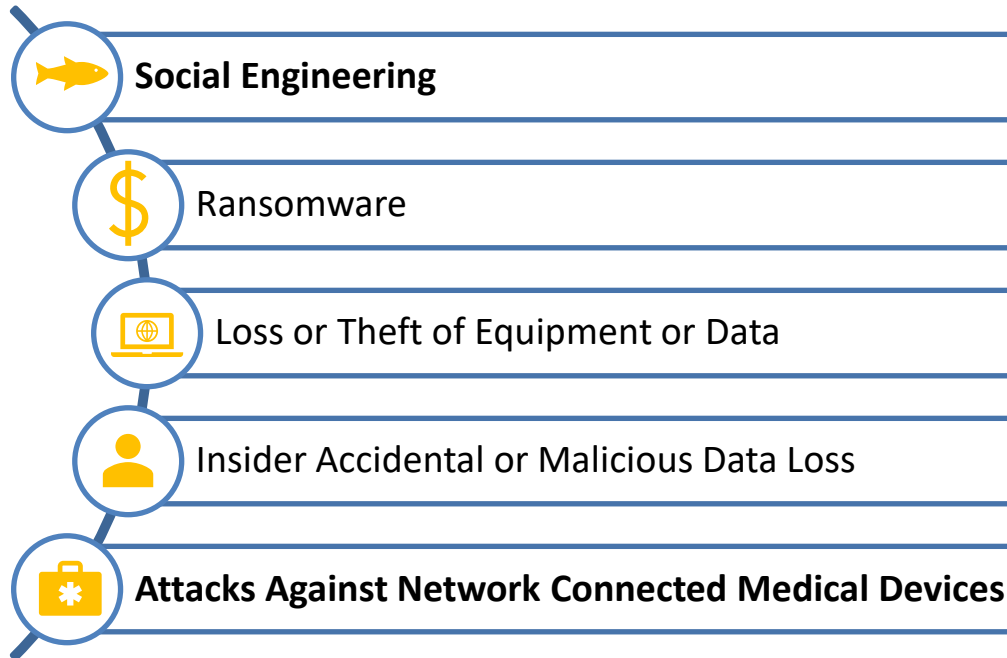 Social Engineering
Ransomware
Loss or Theft of Equipment or Data
Insider Accidental or Malicious Data Loss
Attacks Against Network Connected Medical Devices